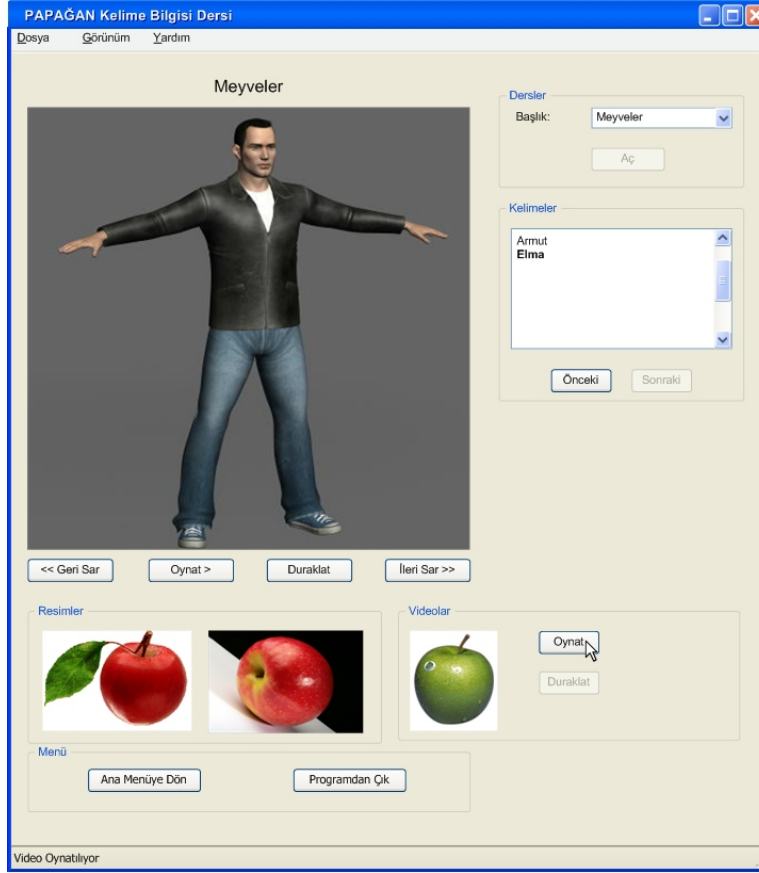 PAPAĞAN Kelime Bilgisi Dersi
Dosya Görünüm Yardım
Meyveler
Dersler
Başlık: Meyveler
Aç
Kelimeler
Armut
Elma
Önceki Sonraki
<< Geri Sar Oynat > Duraklat İleri Sar >>
Resimler
Videolar
Oynat
Duraklat
Menü
Ana Menüye Dön Programdan Çık
Video Oynatılıyor